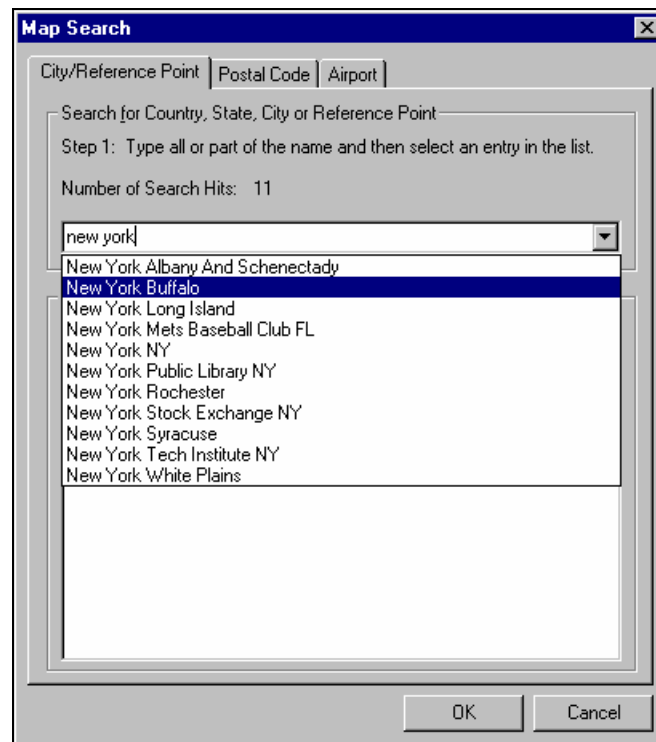 Map Search
City/Reference Point Postal Code Airport
Search for Country, State, City or Reference Point
Step 1: Type all or part of the name and then select an entry in the list.
Number of Search Hits: 11
new york
New York Albany And Schenectady
New York Buffalo
New York Long Island
New York Mets Baseball Club FL
New York NY
New York Public Library NY
New York Rochester
New York Stock Exchange NY
New York Syracuse
New York Tech Institute NY
New York White Plains
OK Cancel